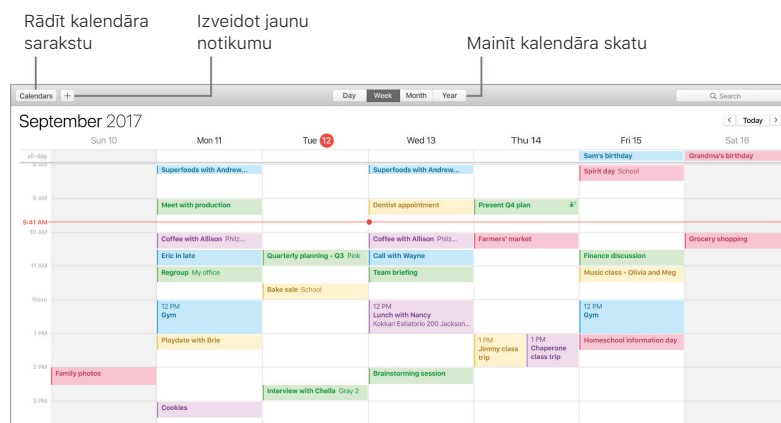 Rādīt kalendāra
sarakstu
Izveidot jaunu
notikumu
Mainīt kalendāra skatu
Calendars +
Day Week Month Year
Search
September 2017
< Today >
Sun 10 Mon 11 Tue 12 Wed 13 Thu 14 Fri 15 Sat 16
all-day Sam's birthday Grandma's birthday
8 AM Superfoods with Andrew... Superfoods with Andrew... Spirit day School
9 AM Meet with production Dentist appointment Present Q4 plan
9:41 AM
10 AM Coffee with Allison Philz... Coffee with Allison Philz... Farmers' market Grocery shopping
Eric in late Quarterly planning - Q3 Pink Call with Wayne Finance discussion
11 AM Regroup My office Team briefing Music class - Olivia and Meg
Bake sale School
Noon 12 PM 12 PM 12 PM
Gym Lunch with Nancy Gym
Kokkari Estiatorio 200 Jackson...
1 PM Playdate with Brie 1 PM 1 PM Homeschool information day
Jimmy class Chaperone
trip class trip
2 PM Family photos Brainstorming session
Interview with Chella Gray 2
3 PM Cookies